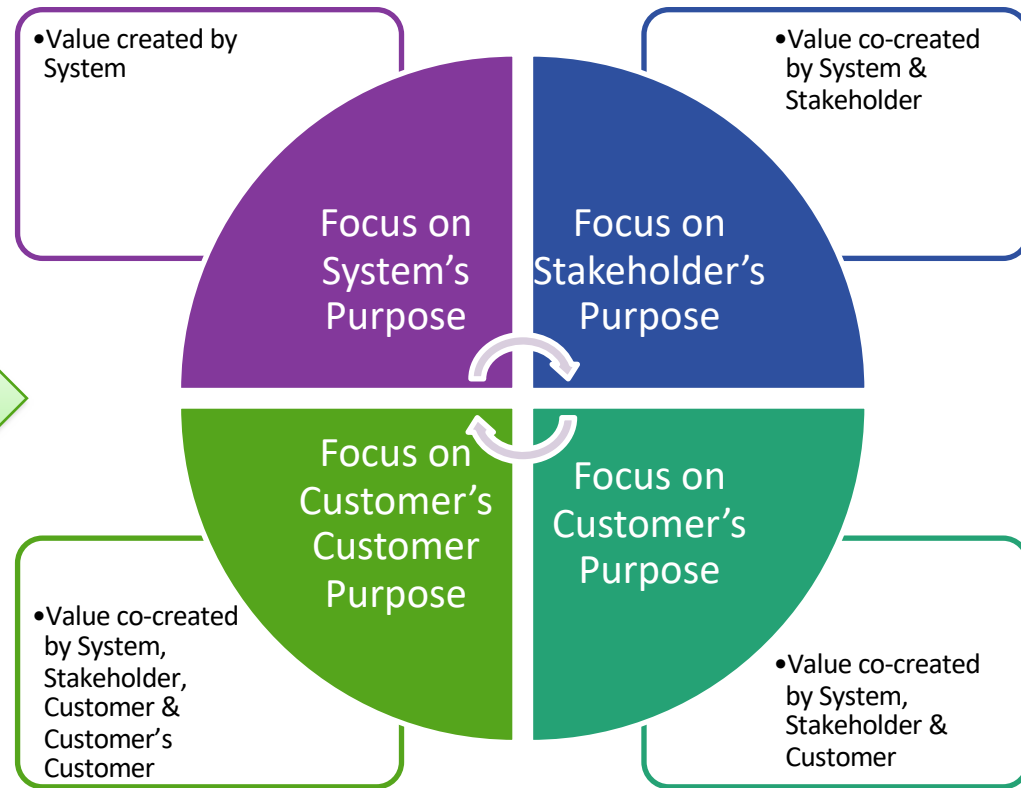 •Value created by
System
•Value co-created
by System &
Stakeholder
Focus on
System’s
Purpose
Focus on
Stakeholder’s
Purpose
Focus on
Customer’s
Customer
Purpose
Focus on
Customer’s
Purpose
•Value co-created
by System,
Stakeholder,
Customer &
Customer’s
Customer
•Value co-created
by System,
Stakeholder &
Customer